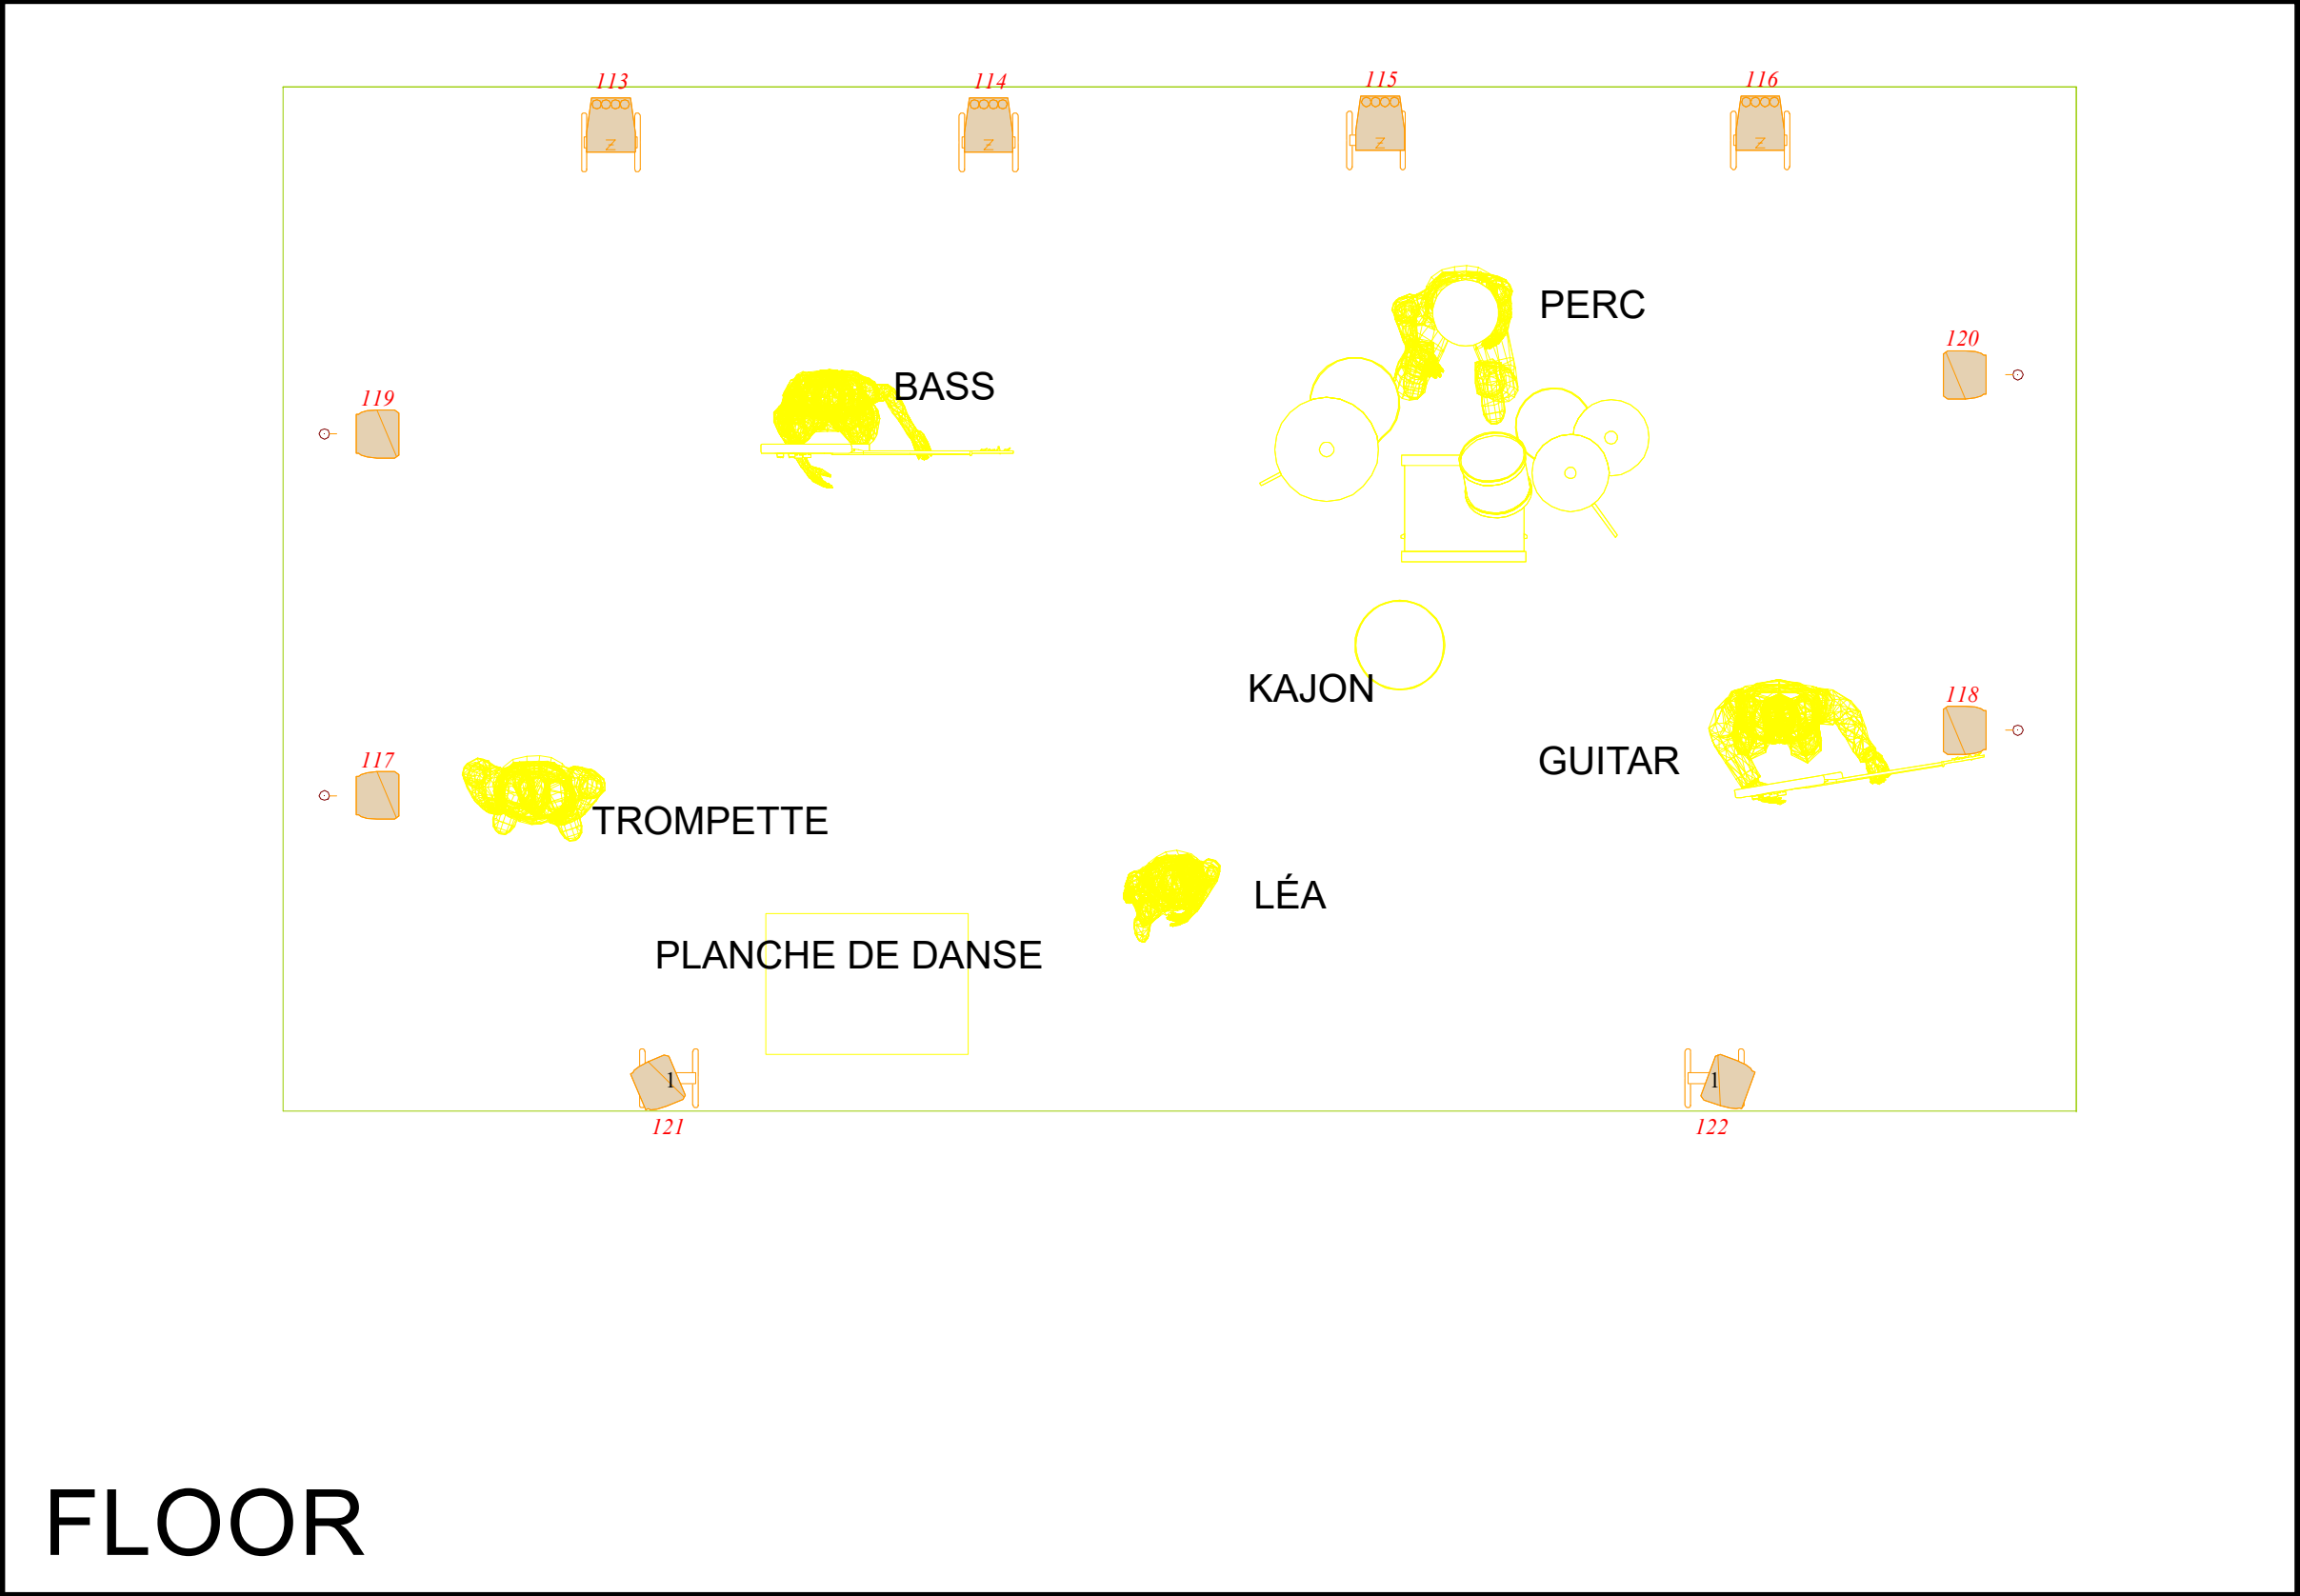 113
114
115
116
PERC
120
BASS
119
KAJON
118
GUITAR
117
TROMPETTE
LÉA
PLANCHE DE DANSE
1
1
121
122
FLOOR
Z
Z
Z
Z